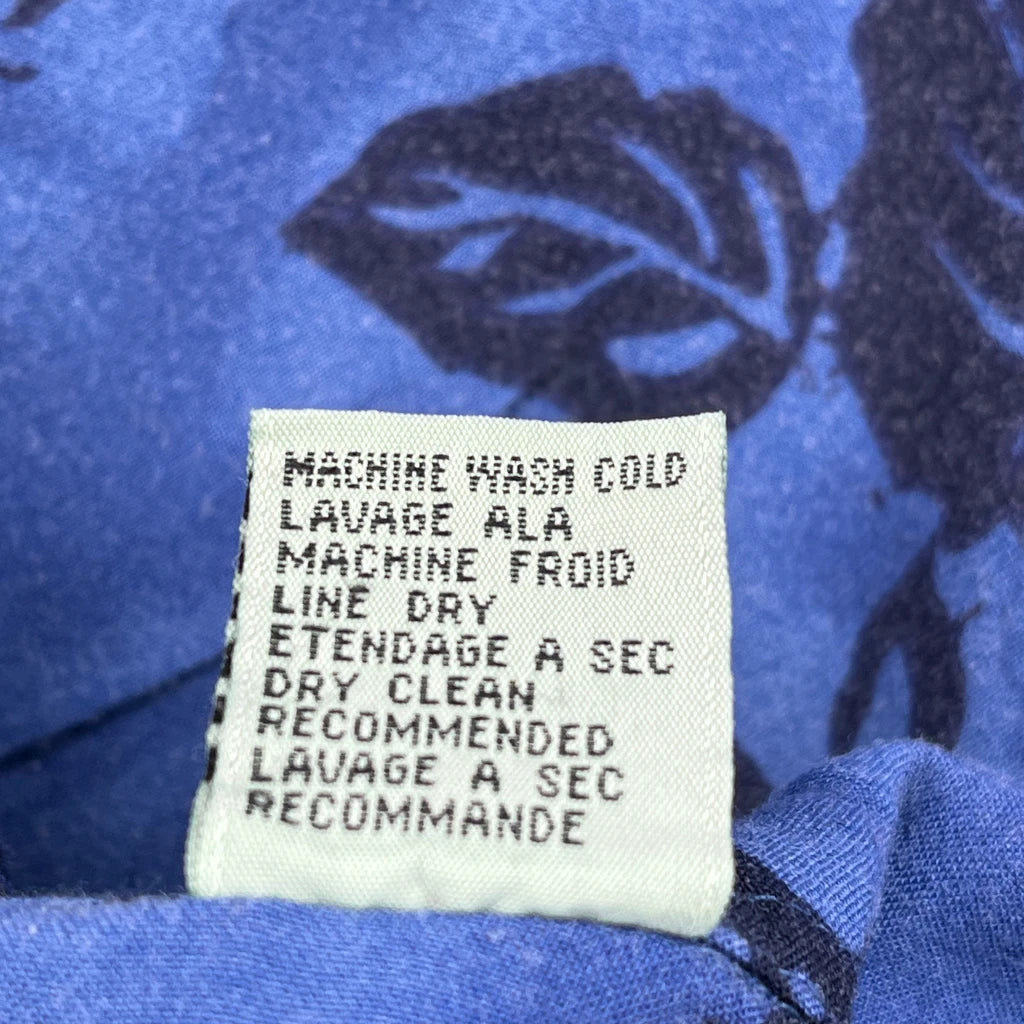 MACHINE WASH COLD
LAVAGE ALA
MACHINE FROID
LINE DRY
ETENDAGE A SEC
DRY CLEAN
RECOMMENDED
LAVAGE A SEC
RECOMMANDE